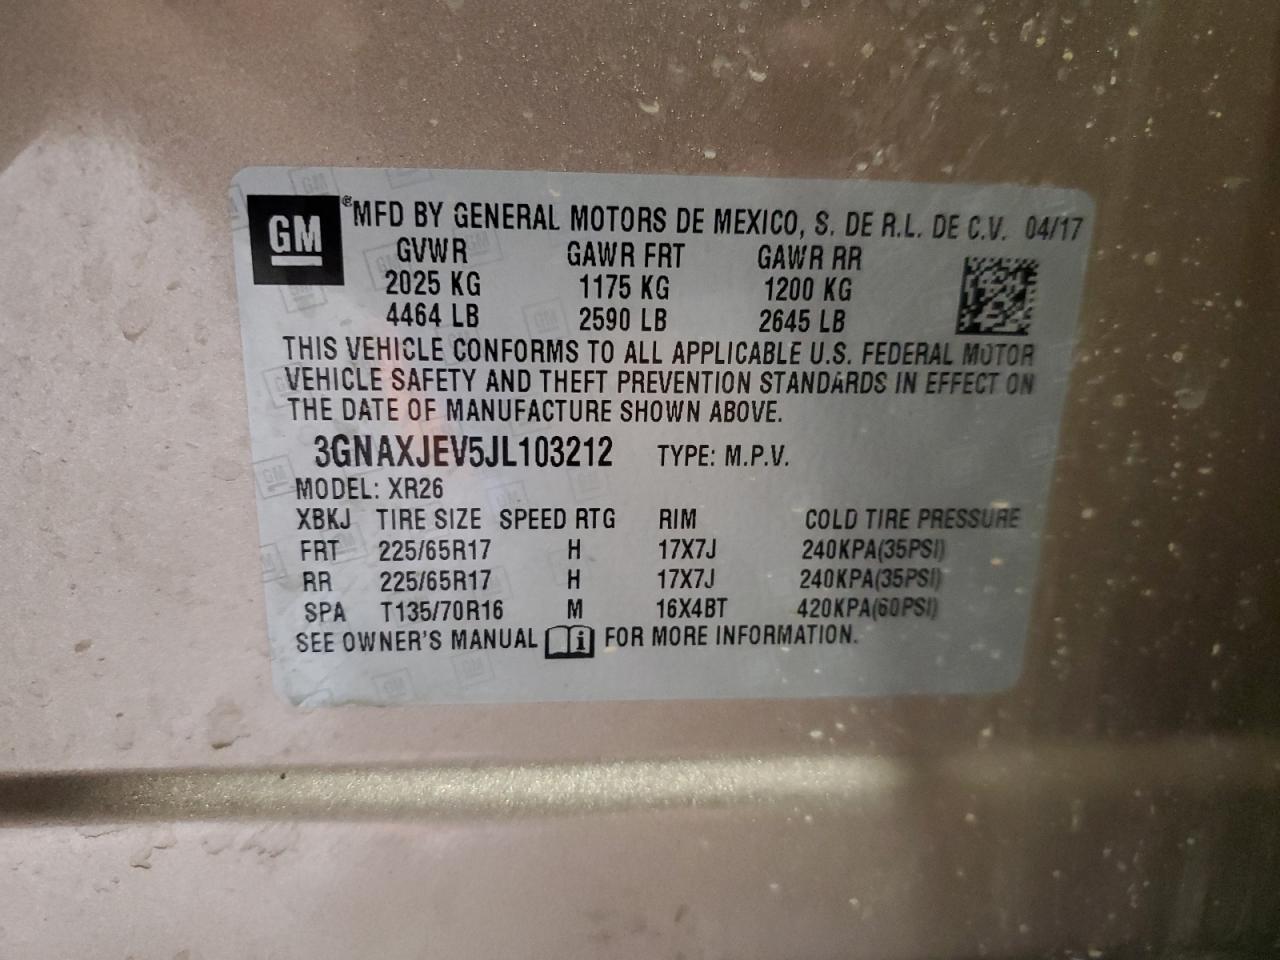 GM ® MFD BY GENERAL MOTORS DE MEXICO, S. DE R.L. DE C.V. 04/17
GVWR GAWR FRT GAWR RR
2025 KG 1175 KG 1200 KG
4464 LB 2590 LB 2645 LB
THIS VEHICLE CONFORMS TO ALL APPLICABLE U.S. FEDERAL MOTOR
VEHICLE SAFETY AND THEFT PREVENTION STANDARDS IN EFFECT ON
THE DATE OF MANUFACTURE SHOWN ABOVE.
3GNAXJEV5JL103212 TYPE: M.P.V.
MODEL: XR26
XBKJ TIRE SIZE SPEED RTG RIM COLD TIRE PRESSURE
FRT 225/65R17 H 17X7J 240KPA(35PSI)
RR 225/65R17 H 17X7J 240KPA(35PSI)
SPA T135/70R16 M 16X4BT 420KPA(60PSI)
SEE OWNER'S MANUAL i FOR MORE INFORMATION.